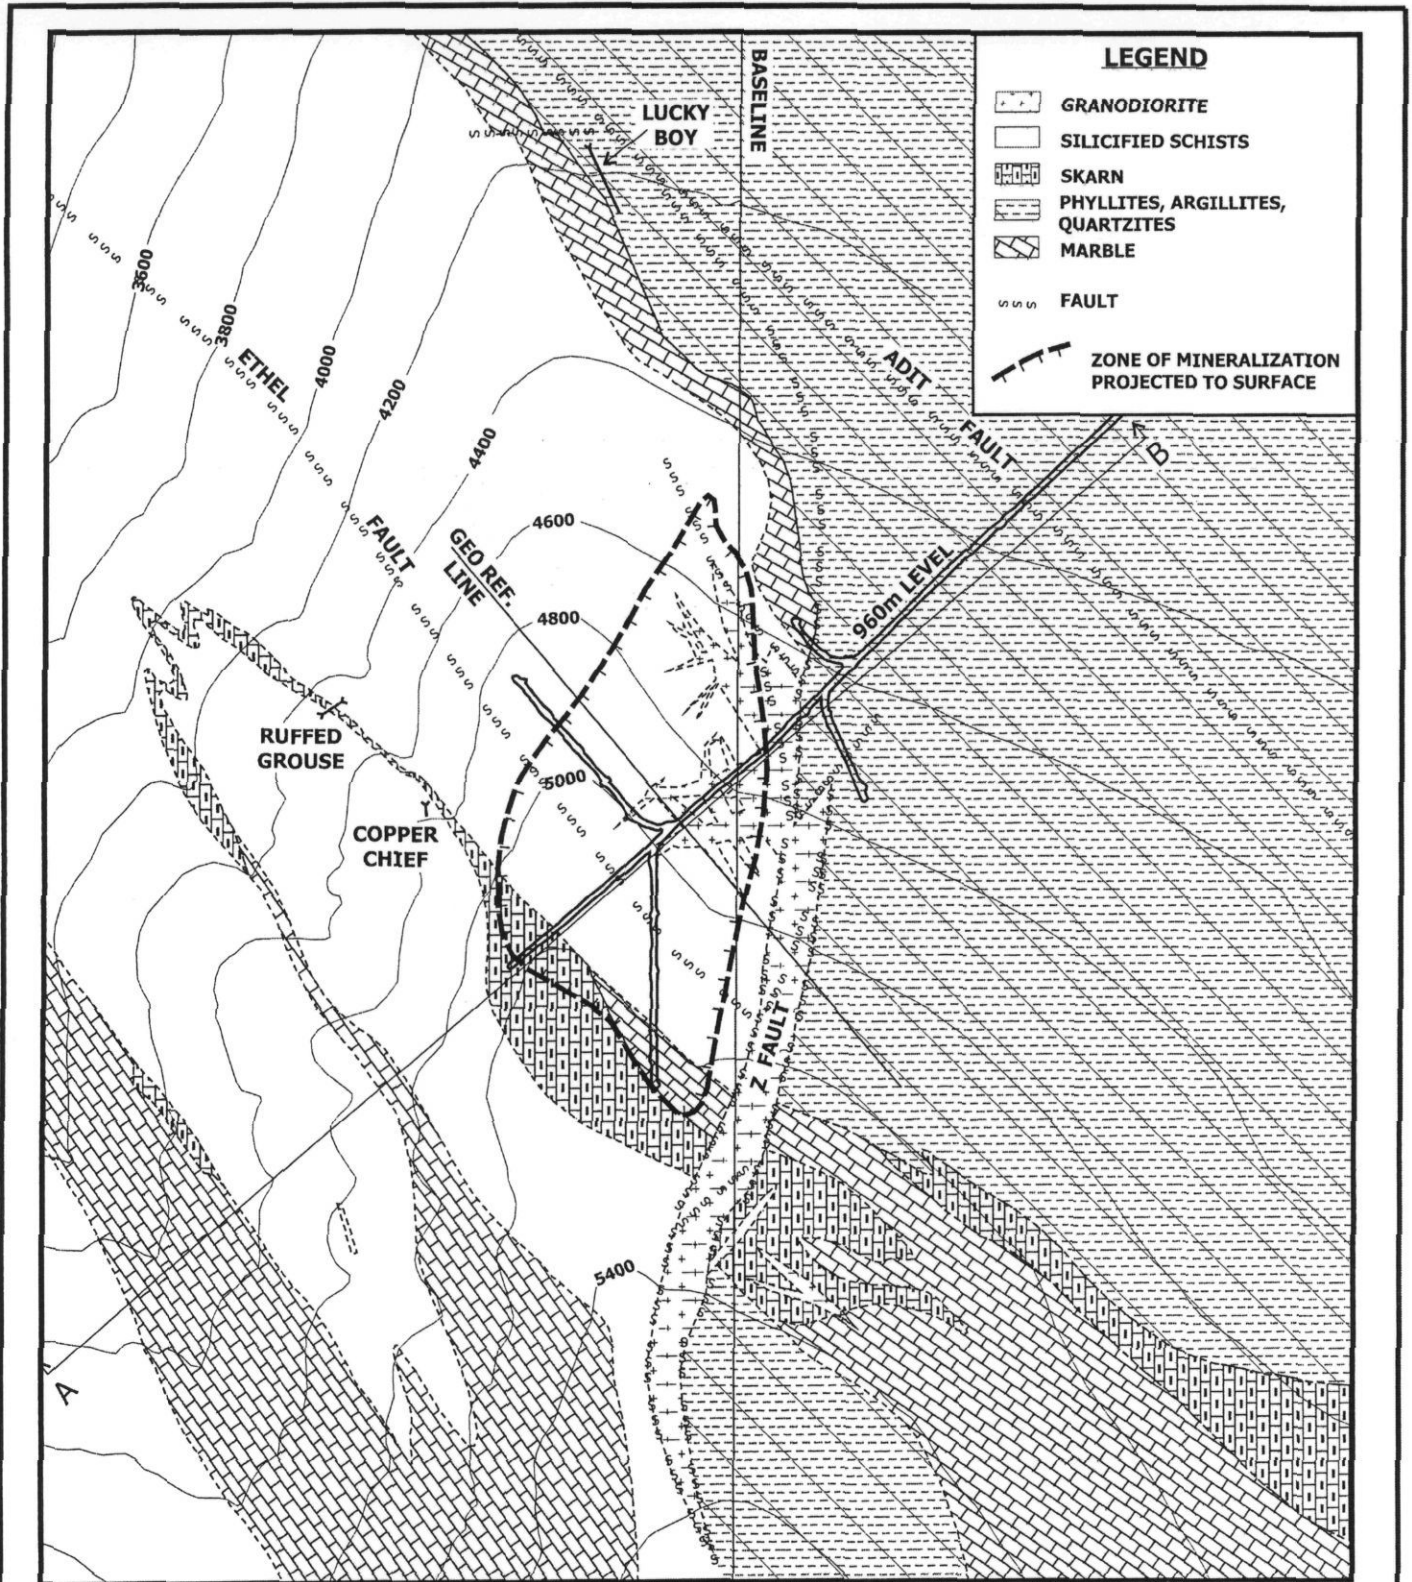 LEGEND
GRANODIORITE
SILICIFIED SCHISTS
SKARN
PHYLLITES, ARGILLITES,
QUARTZITES
MARBLE
sss FAULT
ZONE OF MINERALIZATION
PROJECTED TO SURFACE
BASELINE
LUCKY
BOY
3600
3800
4000
4200
4400
4600
4800
5000
5400
ETHEL
FAULT
ADIT
FAULT
GEO REF.
LINE
960m LEVEL
B
RUFFED
GROUSE
COPPER
CHIEF
Z FAULT
A